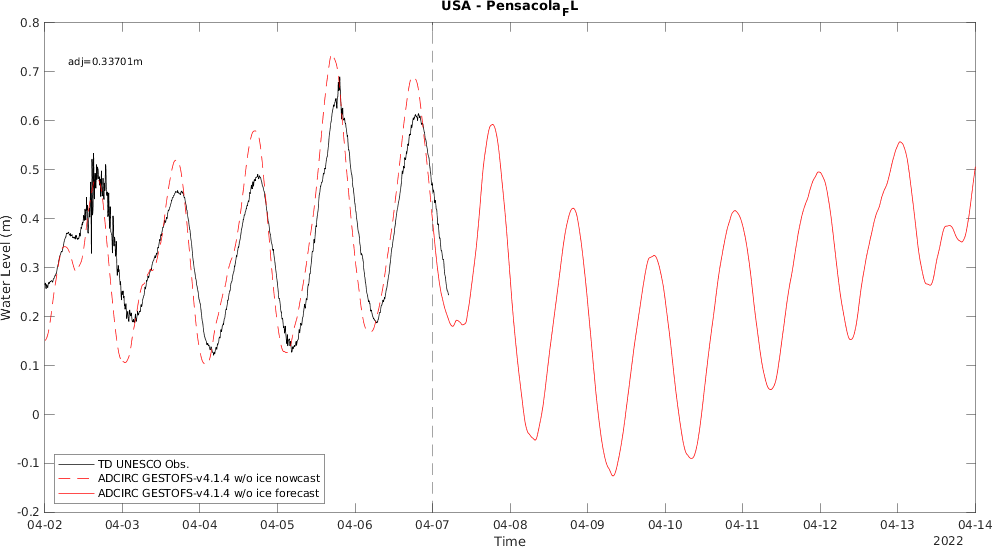 USA - Pensacola_FL
adj=0.33701m
Water Level (m)
0.8
0.7
0.6
0.5
0.4
0.3
0.2
0.1
0
-0.1
-0.2
TD UNESCO Obs.
ADCIRC GESTOFS-v4.1.4 w/o ice nowcast
ADCIRC GESTOFS-v4.1.4 w/o ice forecast
04-02 04-03 04-04 04-05 04-06 04-07 04-08 04-09 04-10 04-11 04-12 04-13 04-14
Time
2022